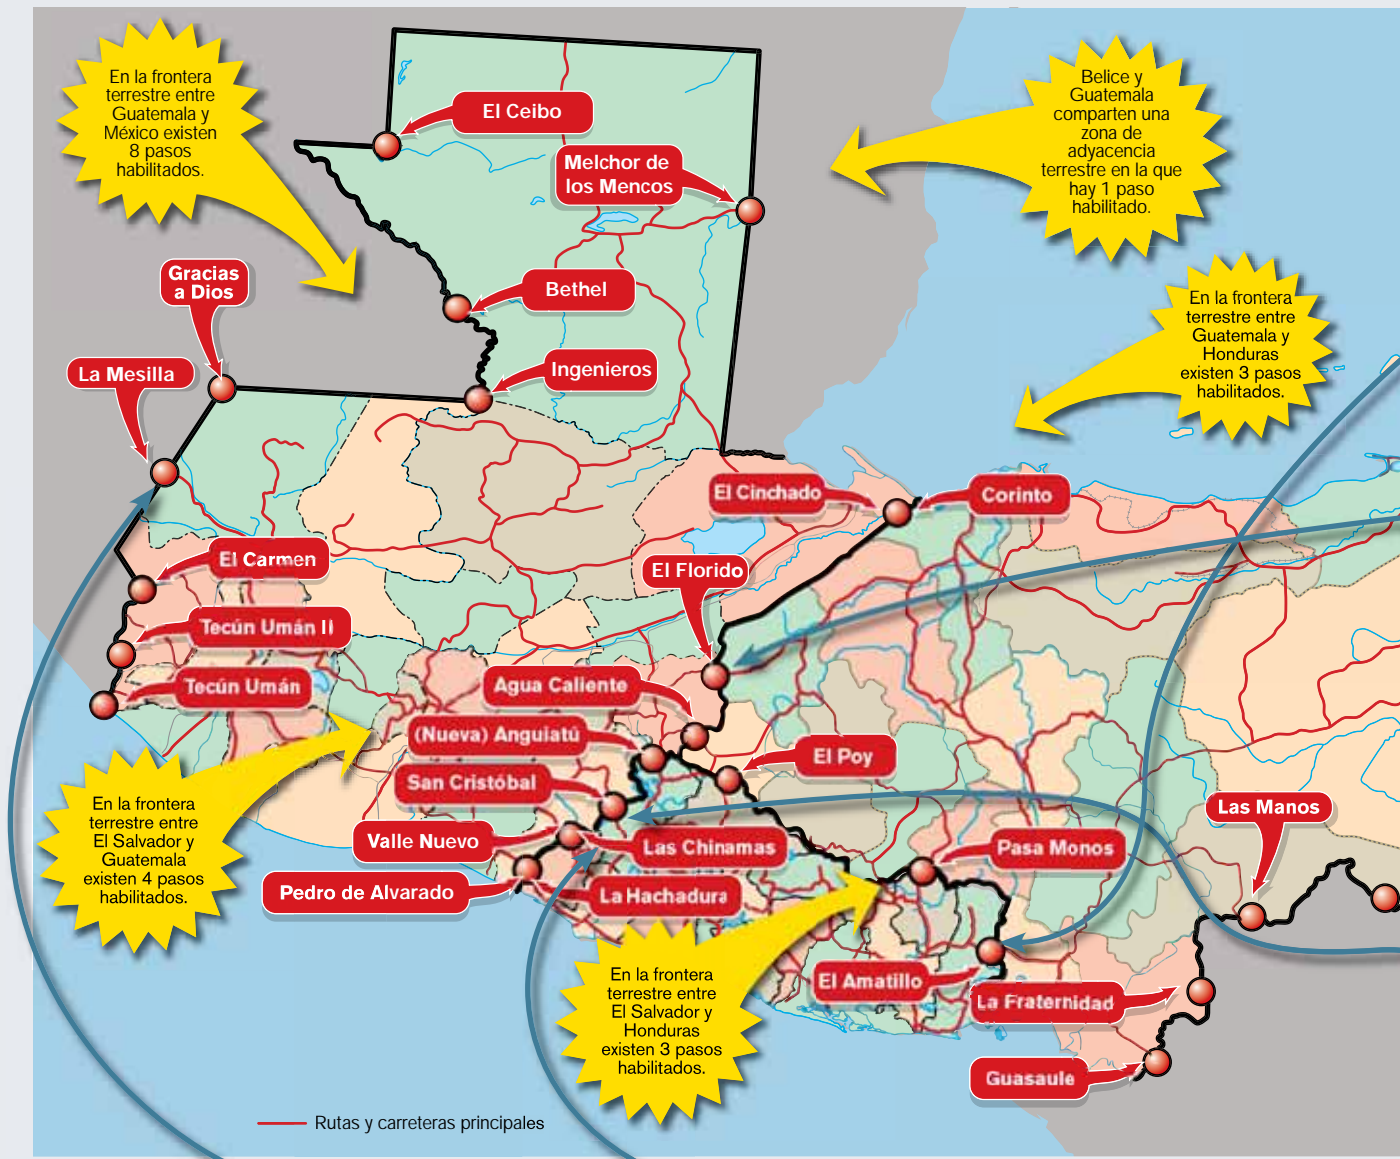 En la frontera
terrestre entre
Guatemala y
México existen
8 pasos
habilitados.
Belice y
Guatemala
comparten una
zona de
adyacencia
terrestre en la que
hay 1 paso
habilitado.
El Ceibo
Melchor de
los Mencos
Gracias
a Dios
Bethel
En la frontera
terrestre entre
Guatemala y
Honduras
existen 3 pasos
habilitados.
La Mesilla
Ingenieros
El Cinchado
Corinto
El Carmen
El Florido
Tecún Umán II
Tecún Umán
Agua Caliente
(Nueva) Anguiatú
El Poy
San Cristóbal
Las Manos
Valle Nuevo
Las Chinamas
Pasa Monos
Pedro de Alvarado
La Hachadura
En la frontera
terrestre entre
El Salvador y
Guatemala
existen 4 pasos
habilitados.
El Amatillo
La Fraternidad
En la frontera
terrestre entre
El Salvador y
Honduras
existen 3 pasos
habilitados.
Guasaule
Rutas y carreteras principales